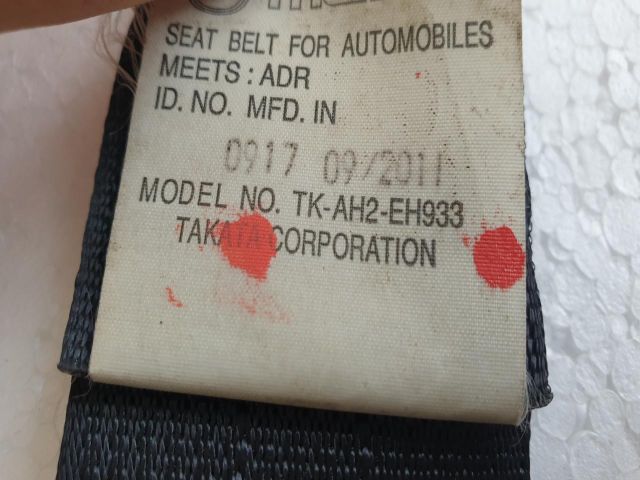 SEAT BELT FOR AUTOMOBILES
MEETS : ADR
ID. NO. MFD. IN
0917 09/2011
MODEL NO. TK-AH2-EH933
TAKATA CORPORATION